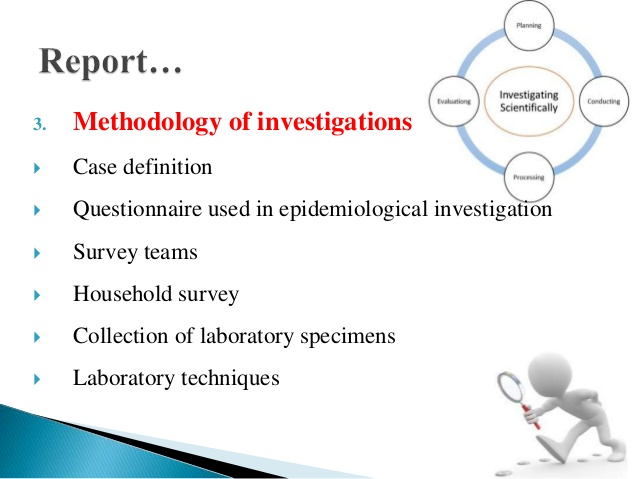 Report…
3. Methodology of investigations
Case definition
Questionnaire used in epidemiological investigation
Survey teams
Household survey
Collection of laboratory specimens
Laboratory techniques
Planning
Evaluationg
Investigating
Scientifically
Conducting
Processing